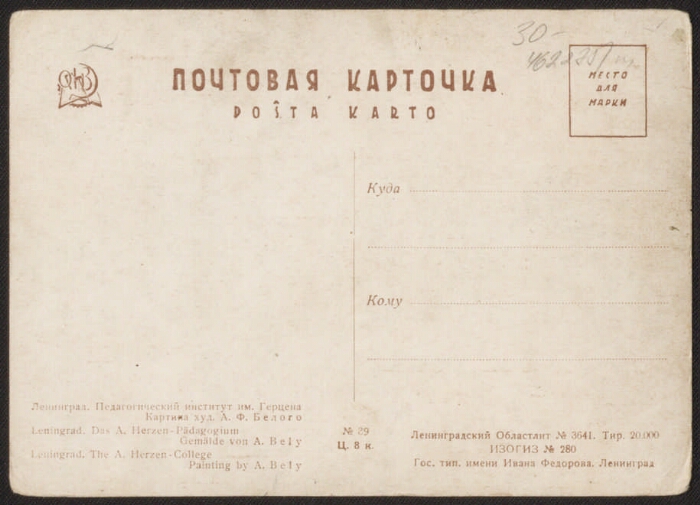 30-
ПОЧТОВАЯ КАРТОЧКА
POŜTA KARTO
МЕСТО
ДЛЯ
МАРКИ
Куда
Кому
Ленинград. Педагогический институт им. Герцена
Картина худ. А. Ф. Белого
Leningrad. Das A. Herzen-Pädagogium
Gemälde von A. Bely
Leningrad. The A. Herzen-College
Painting by A. Bely
№ 29
Ц. 8 к.
Ленинградский Областлит № 3641. Тир. 20.000
ИЗОГИЗ № 280
Гос. тип. имени Ивана Федорова. Ленинград